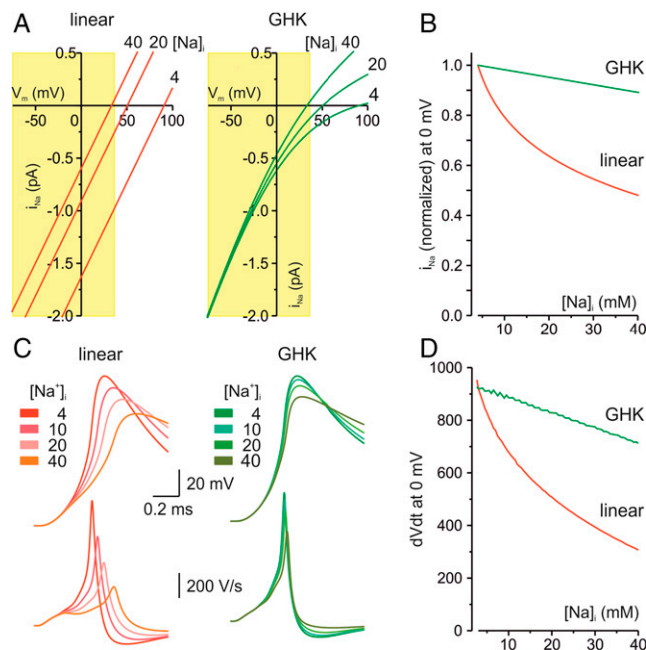 A
linear
40 20 [Na]i
4
0.5
Vm (mV)
-50 0 50 100
-0.5
-1.0
-1.5
-2.0
iNa (pA)
GHK
[Na]i 40
20
4
0.5
Vm (mV)
-50 0 50 100
-0.5
-1.0
-1.5
-2.0
iNa (pA)
B
1.0
0.8
0.6
0.4
0.2
0.0
iNa (normalized) at 0 mV
GHK
linear
[Na]i (mM)
10 20 30 40
C
linear
[Na+]i
4
10
20
40
20 mV
0.2 ms
200 V/s
GHK
[Na+]i
4
10
20
40
D
1000
800
600
400
200
0
dVdt at 0 mV
GHK
linear
[Na]i (mM)
10 20 30 40